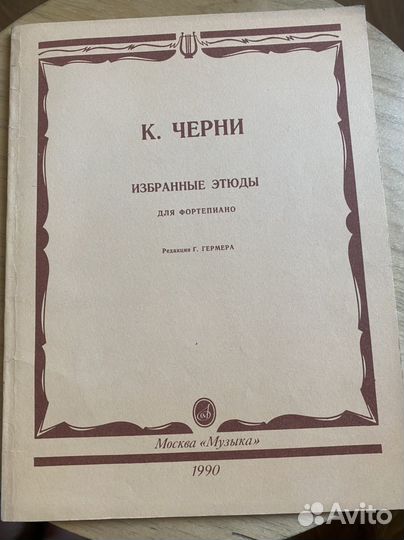 К. ЧЕРНИ
ИЗБРАННЫЕ ЭТЮДЫ
ДЛЯ ФОРТЕПИАНО
Редакция Г. ГЕРМЕРА
Москва «Музыка»
1990
Avito